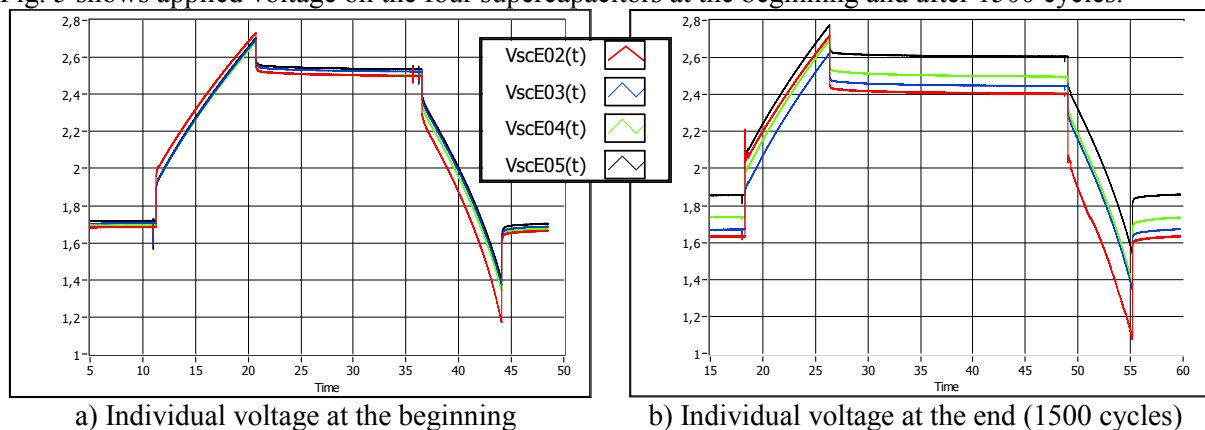 Fig. shows applied voltage on the four supercapacitors at the beginning and after 1500 cycles.
2,8
2,6
2,4
2,2
2
1,8
1,6
1,4
1,2
1
5 10 15 20 25 30 35 40 45 50
Time
VscE02(t)
VscE03(t)
VscE04(t)
VscE05(t)
2,8
2,6
2,4
2,2
2
1,8
1,6
1,4
1,2
1
15 20 25 30 35 40 45 50 55 60
Time
a) Individual voltage at the beginning
b) Individual voltage at the end (1500 cycles)